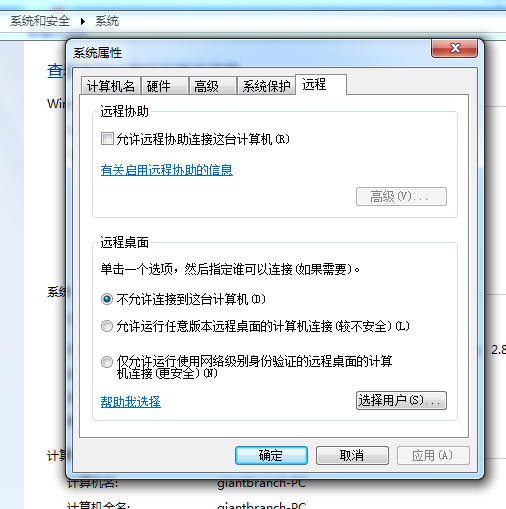 系统和安全 ▸ 系统
系统属性
计算机名 硬件 高级 系统保护 远程
远程协助
允许远程协助连接这台计算机(R)
有关启用远程协助的信息
高级(V)...
远程桌面
单击一个选项，然后指定谁可以连接(如果需要)。
不允许连接到这台计算机(D)
允许运行任意版本远程桌面的计算机连接(较不安全)(L)
仅允许运行使用网络级别身份验证的远程桌面的计算
机连接(更安全)(N)
帮助我选择
选择用户(S)...
确定 取消 应用(A)
查
Win
系统
2.8
计算
计算机名: giantbranch-PC
计算机全名: giantbranch-PC